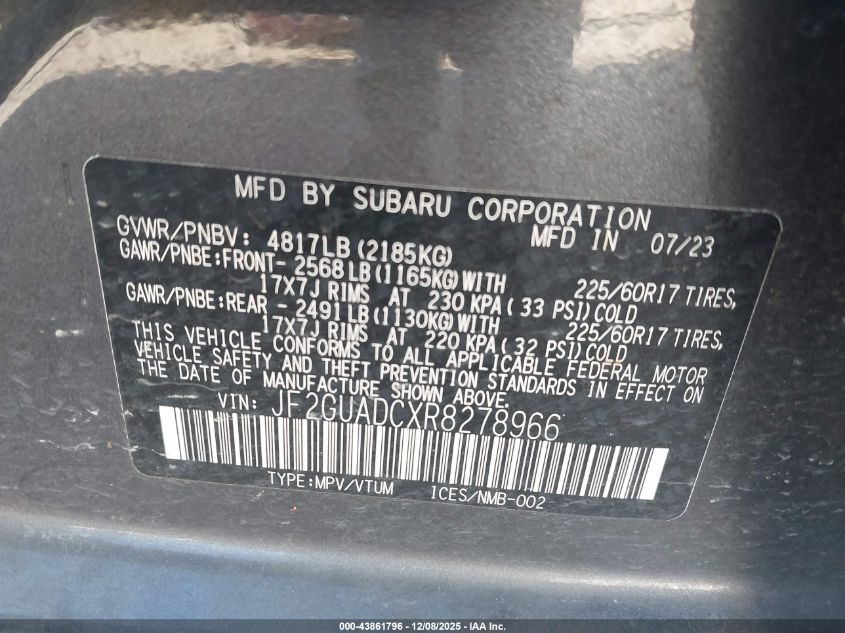 MFD BY SUBARU CORPORATION
GVWR/PNBV: 4817LB (2185KG) MFD IN 07/23
GAWR/PNBE:FRONT- 2568 LB (1165KG) WITH 225/60R17 TIRES,
17X7J RIMS AT 230 KPA ( 33 PSI) COLD
GAWR/PNBE:REAR - 2491 LB (1130KG) WITH 225/60R17 TIRES,
17X7J RIMS AT 220 KPA ( 32 PSI) COLD
THIS VEHICLE CONFORMS TO ALL APPLICABLE FEDERAL MOTOR
VEHICLE SAFETY AND THEFT PREVENTION STANDARDS IN EFFECT ON
THE DATE OF MANUFACTURE SHOWN ABOVE.
VIN: JF2GUADCXR8278966
TYPE:MPV/VTUM ICES/NMB-002
000-43861796 - 12/08/2025 - IAA Inc.